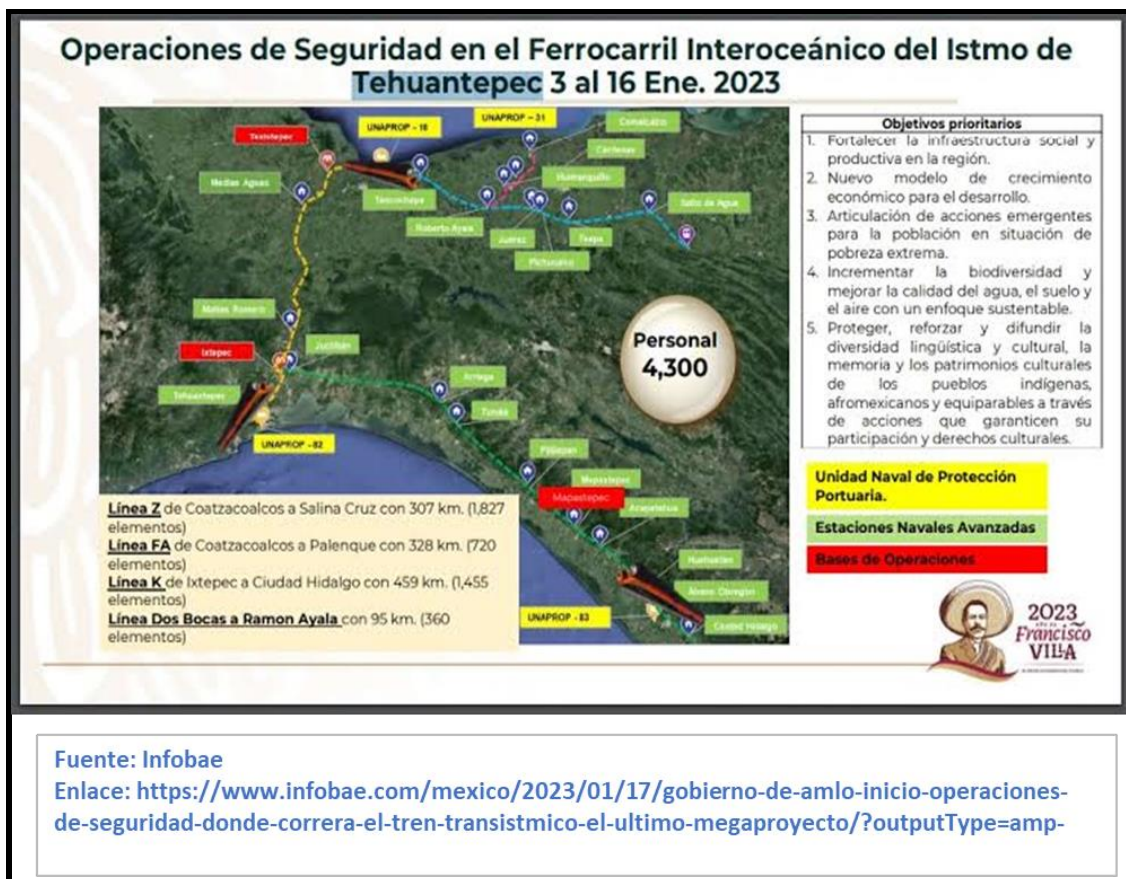 Operaciones de Seguridad en el Ferrocarril Interoceánico del Istmo de
Tehuantepec 3 al 16 Ene. 2023
UNAPROP - 31
UNAPROP - 18
Comalcalco
Cárdenas
Huimanguillo
Medias Aguas
Salto de Agua
Roberto Ayala
Juárez
Teapa
Pichucalco
Matías Romero
Ixtepec
Juchitán
Tehuantepec
UNAPROP - 82
Arriaga
Tonalá
Pijijiapan
Mapastepec
Mapastepec
Huehuetán
Álvaro Obregón
Ciudad Hidalgo
UNAPROP - 83
Personal
4,300
Línea Z de Coatzacoalcos a Salina Cruz con 307 km. (1,827
elementos)
Línea FA de Coatzacoalcos a Palenque con 328 km. (720
elementos)
Línea K de Ixtepec a Ciudad Hidalgo con 459 km. (1,455
elementos)
Línea Dos Bocas a Ramon Ayala con 95 km. (360
elementos)
Objetivos prioritarios
1. Fortalecer la infraestructura social y
productiva en la región.
2. Nuevo modelo de crecimiento
económico para el desarrollo.
3. Articulación de acciones emergentes
para la población en situación de
pobreza extrema.
4. Incrementar la biodiversidad y
mejorar la calidad del agua, el suelo y
el aire con un enfoque sustentable.
5. Proteger, reforzar y difundir la
diversidad lingüística y cultural, la
memoria y los patrimonios culturales
de los pueblos indígenas,
afromexicanos y equiparables a través
de acciones que garanticen su
participación y derechos culturales.
Unidad Naval de Protección
Portuaria.
Estaciones Navales Avanzadas
Bases de Operaciones
2023
Francisco
VILLA
Fuente: Infobae
Enlace: https://www.infobae.com/mexico/2023/01/17/gobierno-de-amlo-inicio-operaciones-
de-seguridad-donde-correra-el-tren-transistmico-el-ultimo-megaproyecto/?outputType=amp-